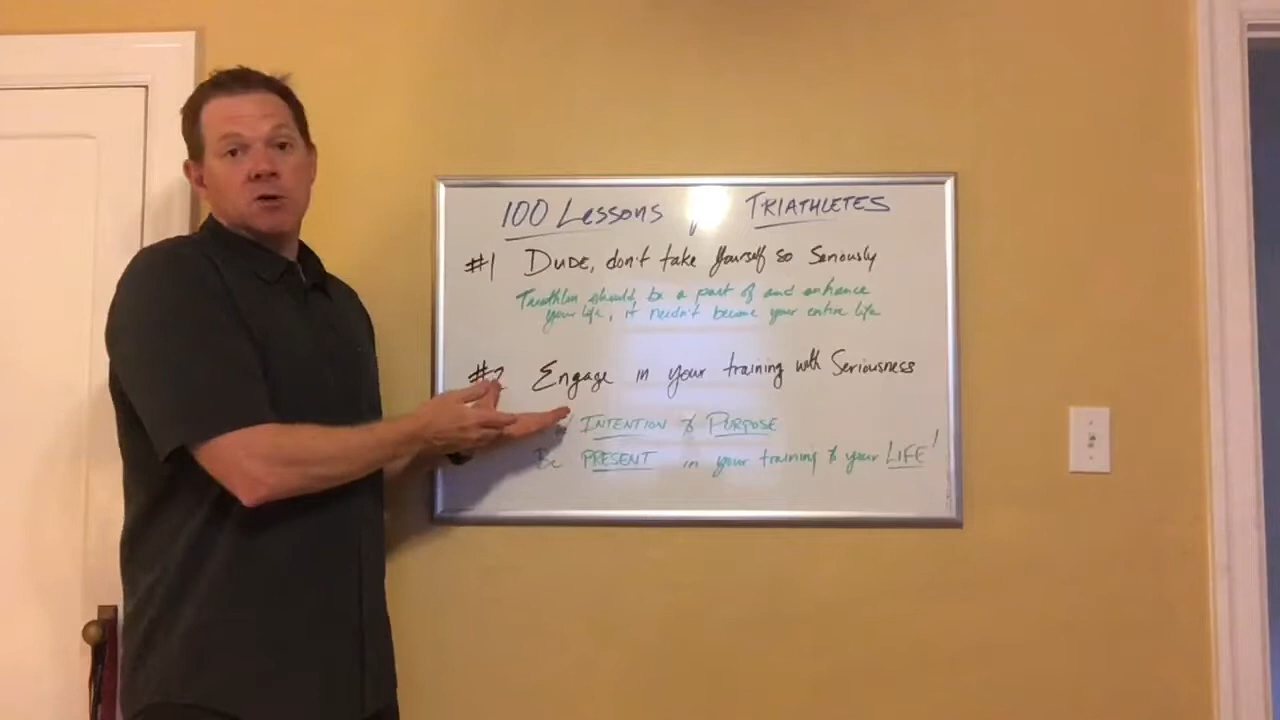 100 Lessons TRIATHLETES
#1 DUDE, don't take Yourself so Seriously
Triathlon should be a part of and enhance
your life, it needn't become your entire life
#2 Engage in your training with Seriousness
w/ INTENTION & PURPOSE
Be PRESENT in your training & your LIFE!